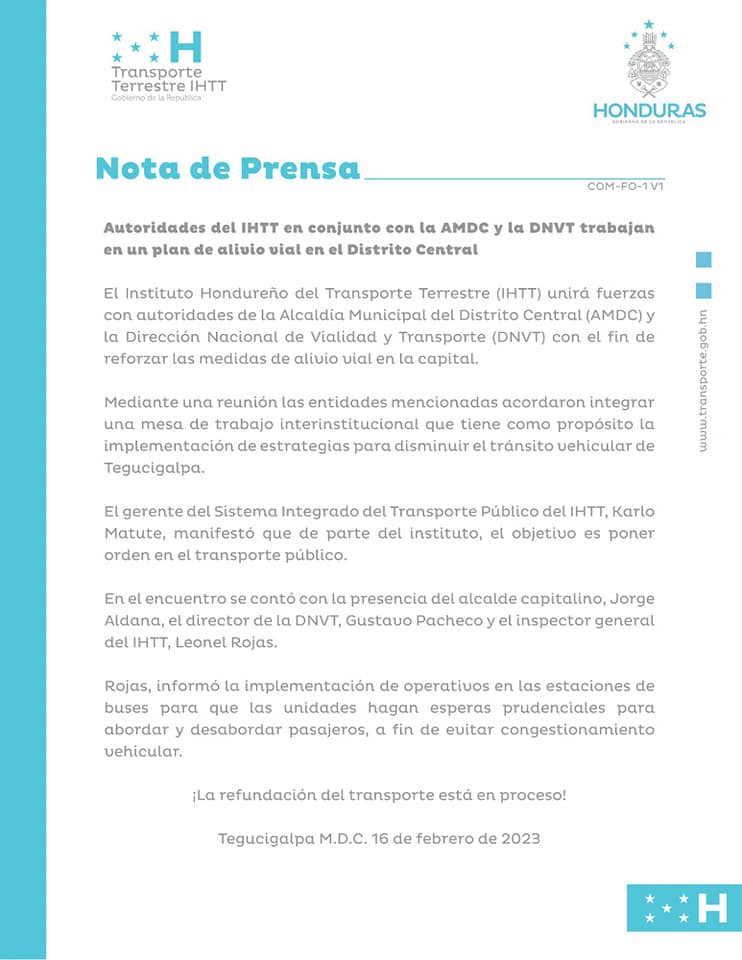 H
Transporte
Terrestre IHTT
Gobierno de la República
HONDURAS
GOBIERNO DE LA REPÚBLICA
Nota de Prensa
COM-FO-1 V1
Autoridades del IHTT en conjunto con la AMDC y la DNVT trabajan
en un plan de alivio vial en el Distrito Central
El Instituto Hondureño del Transporte Terrestre (IHTT) unirá fuerzas
con autoridades de la Alcaldía Municipal del Distrito Central (AMDC) y
la Dirección Nacional de Vialidad y Transporte (DNVT) con el fin de
reforzar las medidas de alivio vial en la capital.
Mediante una reunión las entidades mencionadas acordaron integrar
una mesa de trabajo interinstitucional que tiene como propósito la
implementación de estrategias para disminuir el tránsito vehicular de
Tegucigalpa.
El gerente del Sistema Integrado del Transporte Público del IHTT, Karlo
Matute, manifestó que de parte del instituto, el objetivo es poner
orden en el transporte público.
En el encuentro se contó con la presencia del alcalde capitalino, Jorge
Aldana, el director de la DNVT, Gustavo Pacheco y el inspector general
del IHTT, Leonel Rojas.
Rojas, informó la implementación de operativos en las estaciones de
buses para que las unidades hagan esperas prudenciales para
abordar y desabordar pasajeros, a fin de evitar congestionamiento
vehicular.
¡La refundación del transporte está en proceso!
Tegucigalpa M.D.C. 16 de febrero de 2023
www.transporte.gob.hn
H